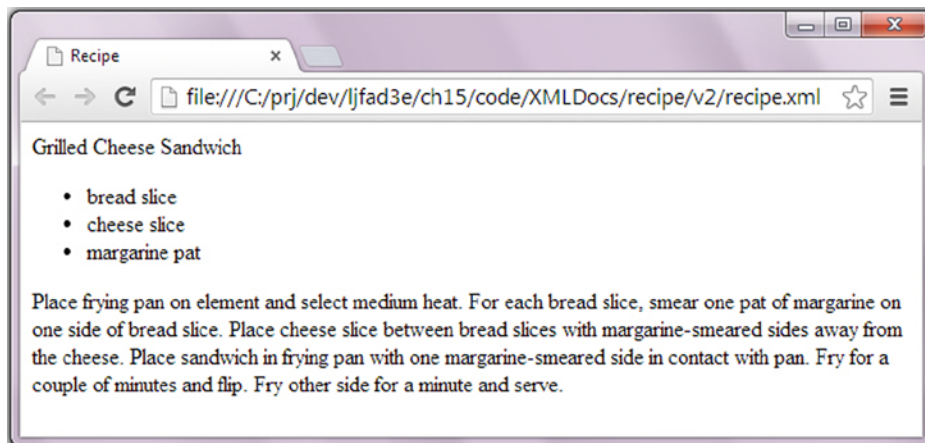 Recipe
file:///C:/prj/dev/ljfad3e/ch15/code/XMLDocs/recipe/v2/recipe.xml
Grilled Cheese Sandwich
• bread slice
• cheese slice
• margarine pat
Place frying pan on element and select medium heat. For each bread slice, smear one pat of margarine on
one side of bread slice. Place cheese slice between bread slices with margarine-smeared sides away from
the cheese. Place sandwich in frying pan with one margarine-smeared side in contact with pan. Fry for a
couple of minutes and flip. Fry other side for a minute and serve.